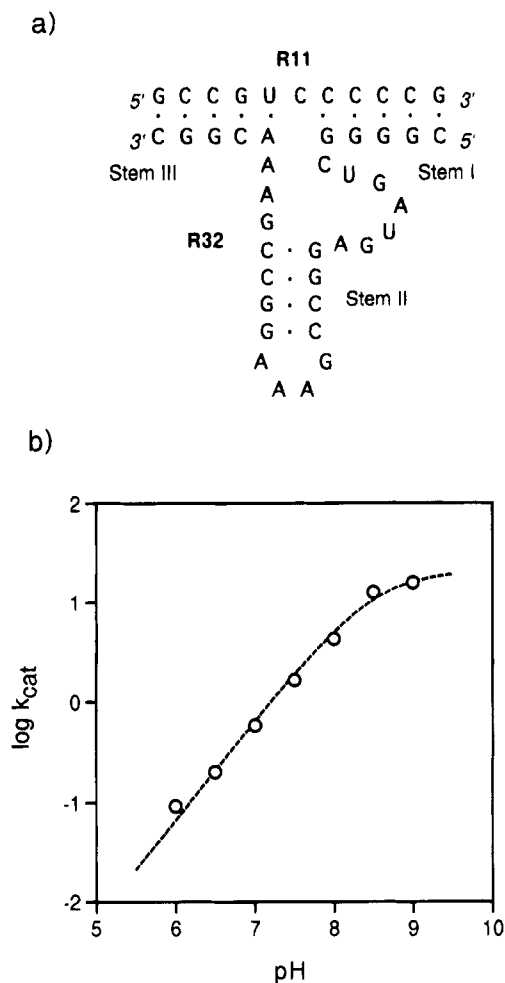 a)
R11
5' G C C G U C C C C C G 3'
· · · · · · · · · ·
3' C G G C A G G G G C 5'
A C U G
Stem III Stem I
A A
G U
R32
C · G A G
C · G
Stem II
G · C
G · C
A G
A A
b)
2
1
0
-1
-2
log kcat
5 6 7 8 9 10
pH